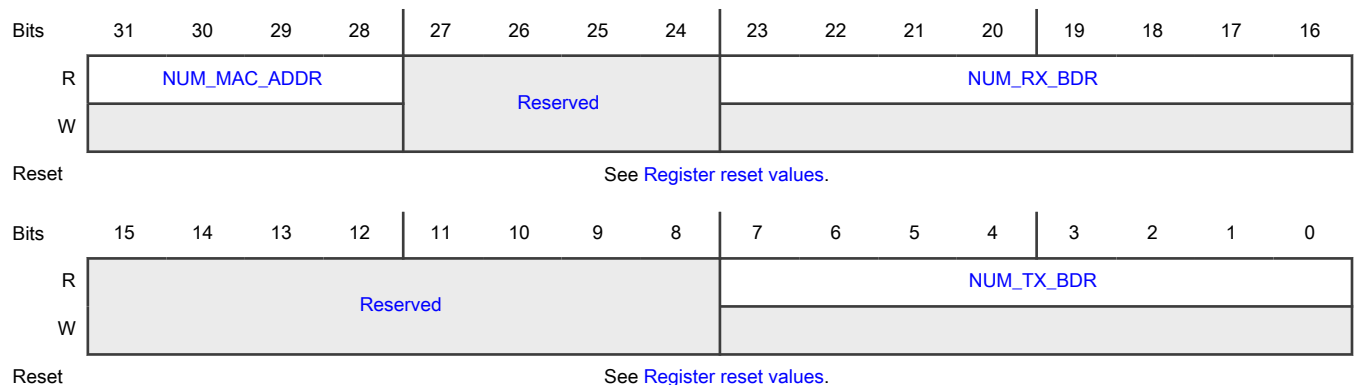 Bits 31 30 29 28 27 26 25 24 23 22 21 20 19 18 17 16
R NUM_MAC_ADDR Reserved NUM_RX_BDR
W
Reset See Register reset values.
Bits 15 14 13 12 11 10 9 8 7 6 5 4 3 2 1 0
R Reserved NUM_TX_BDR
W
Reset See Register reset values.